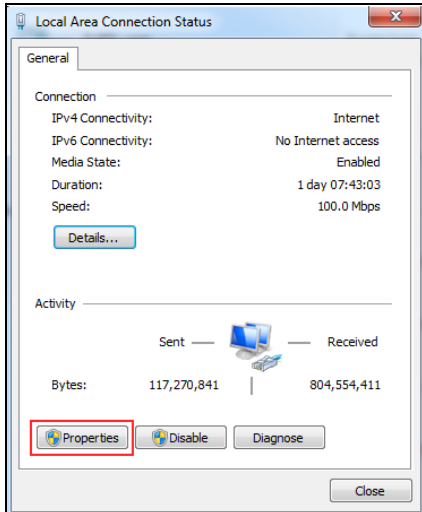 Local Area Connection Status
General
Connection
IPv4 Connectivity: Internet
IPv6 Connectivity: No Internet access
Media State: Enabled
Duration: 1 day 07:43:03
Speed: 100.0 Mbps
Details...
Activity
Sent — — Received
Bytes: 117,270,841 | 804,554,411
Properties Disable Diagnose
Close